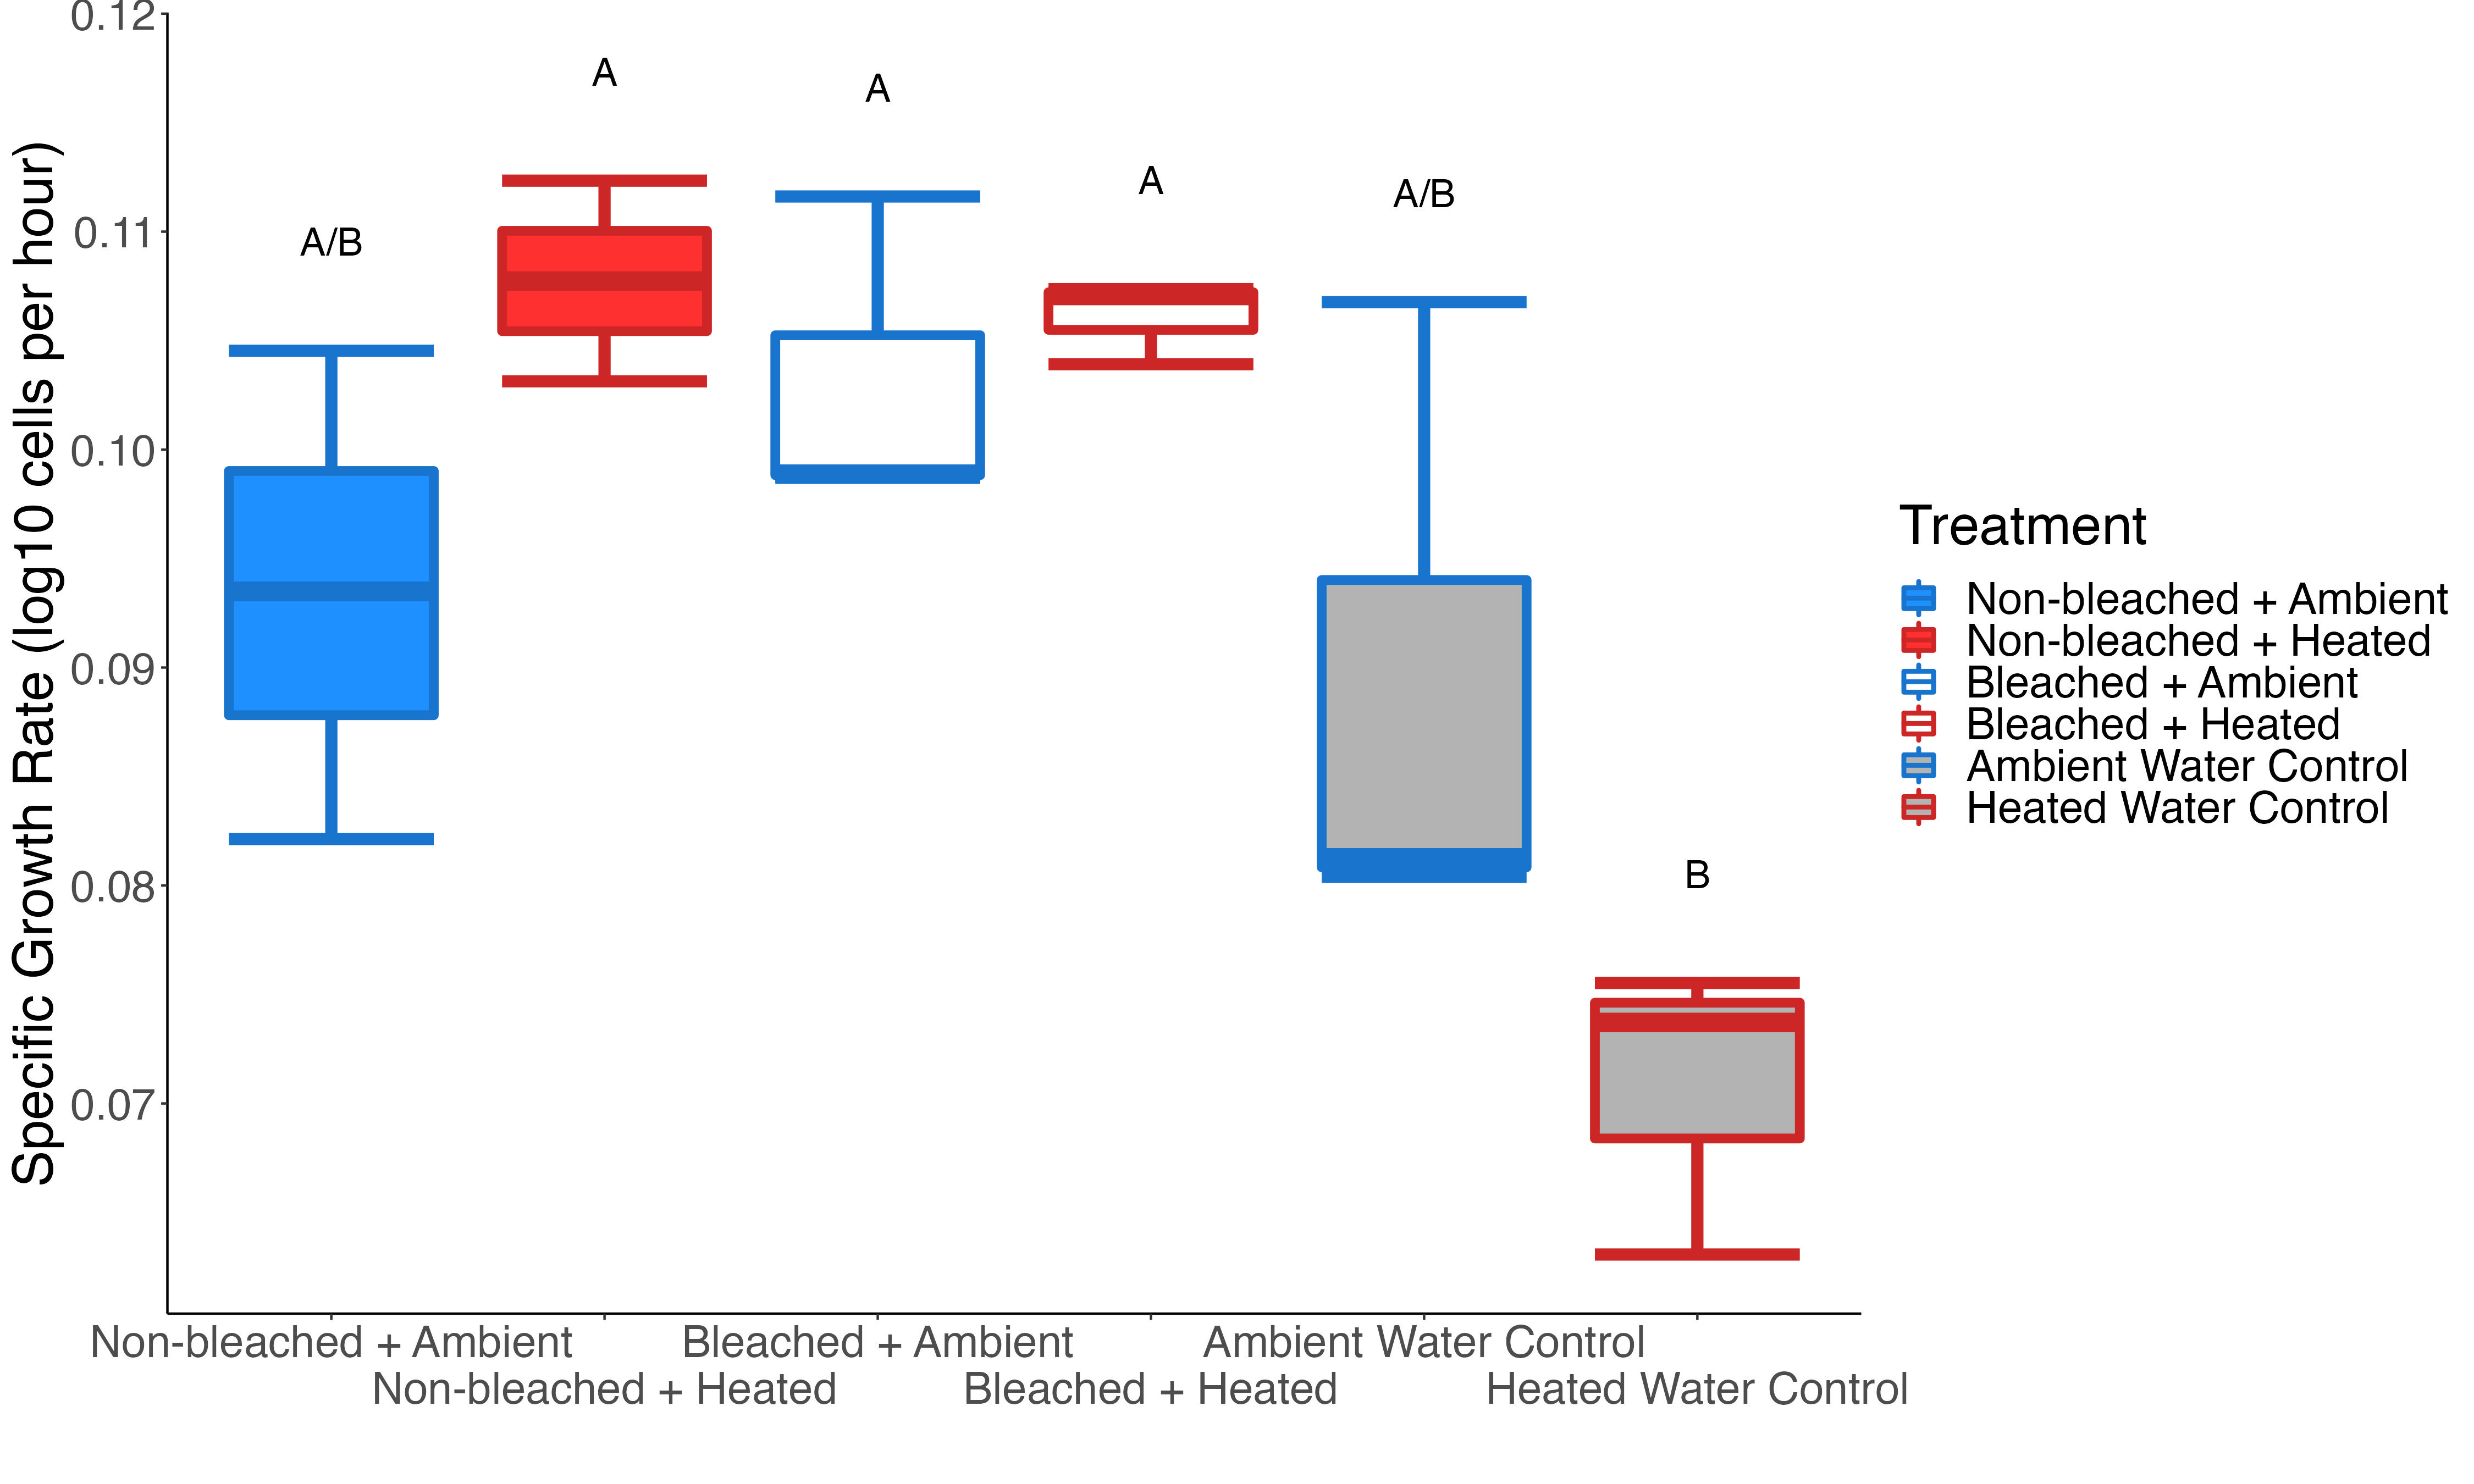 Specific Growth Rate (log10 cells per hour)
0.12
0.11
0.10
0.09
0.08
0.07
A/B
A
A
A
A/B
B
Non-bleached + Ambient
Non-bleached + Heated
Bleached + Ambient
Bleached + Heated
Ambient Water Control
Heated Water Control
Treatment
Non-bleached + Ambient
Non-bleached + Heated
Bleached + Ambient
Bleached + Heated
Ambient Water Control
Heated Water Control